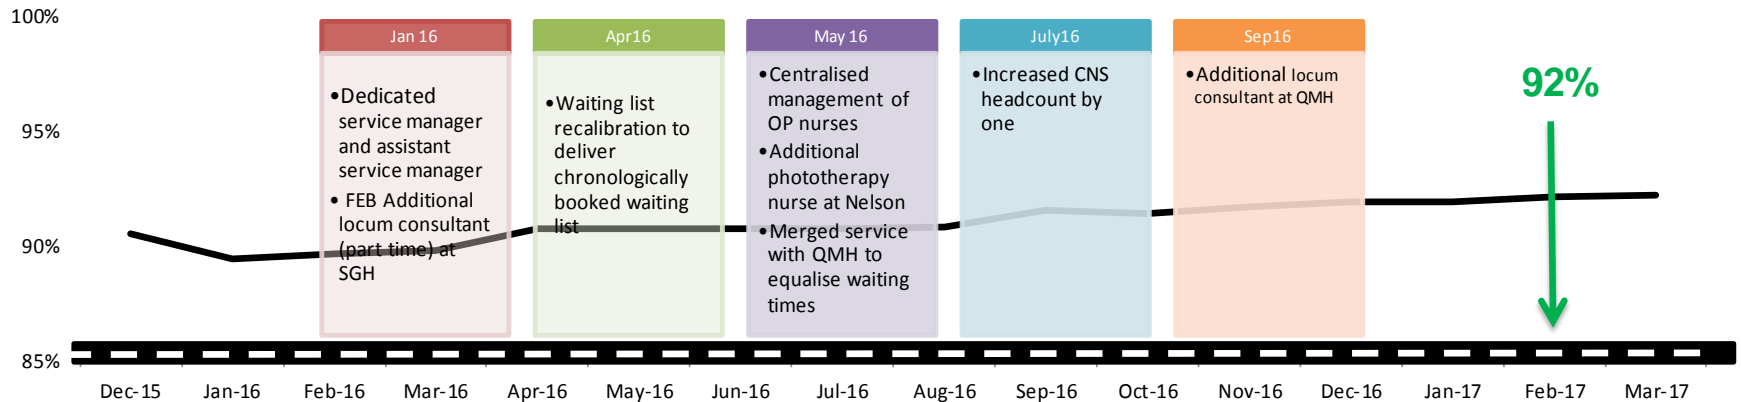 100%
95%
90%
85%
Jan 16
•Dedicated
service manager
and assistant
service manager
• FEB Additional
locum consultant
(part time) at
SGH
Apr16
•Waiting list
recalibration to
deliver
chronologically
booked waiting
list
May 16
•Centralised
management of
OP nurses
•Additional
phototherapy
nurse at Nelson
•Merged service
with QMH to
equalise waiting
times
July16
•Increased CNS
headcount by
one
Sep16
•Additional locum
consultant at QMH
92%
Dec-15 Jan-16 Feb-16 Mar-16 Apr-16 May-16 Jun-16 Jul-16 Aug-16 Sep-16 Oct-16 Nov-16 Dec-16 Jan-17 Feb-17 Mar-17